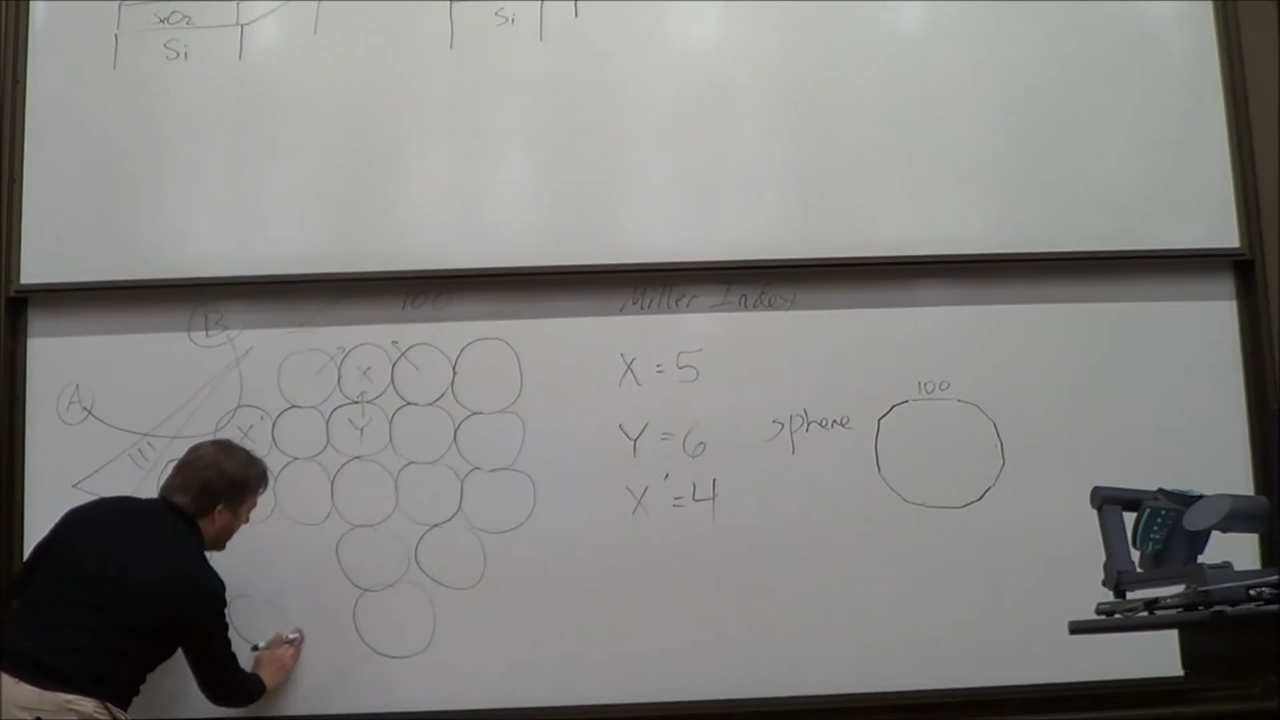 SiO2
Si
Si
100
Miller Index
B
A
111
X
X'
Y
X = 5
Y = 6
X' = 4
sphere
100